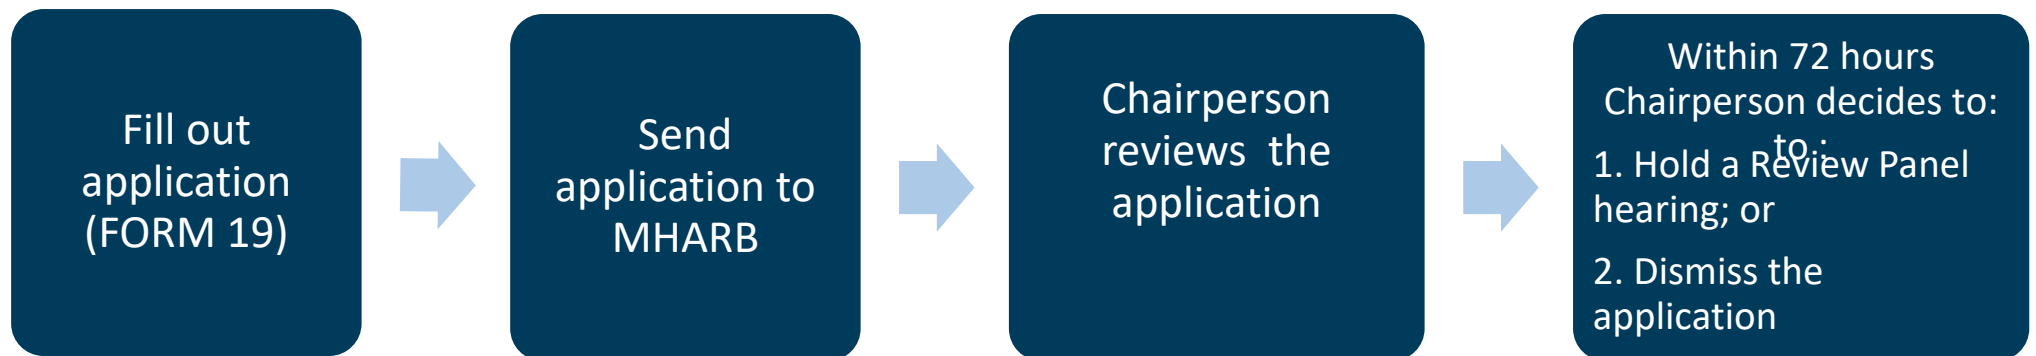 Fill out
application
(FORM 19)
Send
application to
MHARB
Chairperson
reviews the
application
Within 72 hours
Chairperson decides to:
to :
1. Hold a Review Panel
hearing; or
2. Dismiss the
application